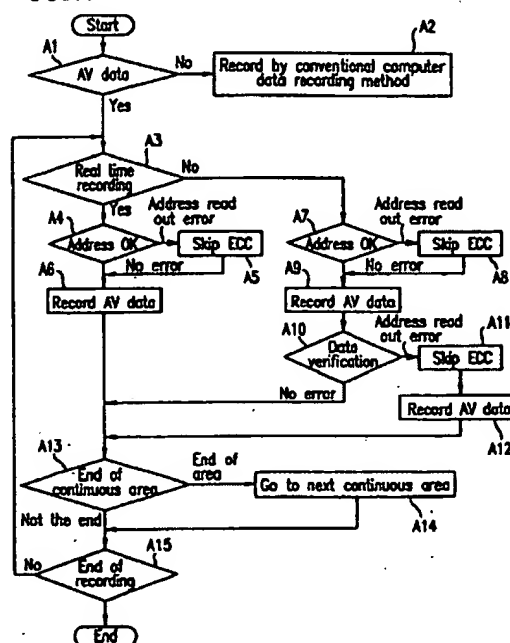 Start
A1
A2
AV data
No
Record by conventional computer
data recording method
Yes
A3
Real time
recording
No
Yes
A4
Address OK
Address read
out error
Skip ECC
A5
No error
A6
Record AV data
A7
Address OK
Address read
out error
Skip ECC
A8
No error
A9
Record AV data
A10
Data
verification
Address read
out error
A11
Skip ECC
No error
Record AV data
A12
A13
End of
continuous area
End of
area
Go to next continuous area
A14
Not the end
A15
No
End of
recording
End